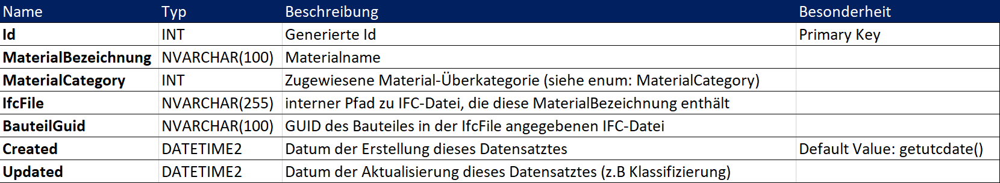 Name Typ Beschreibung Besonderheit
Id INT Generierte Id Primary Key
MaterialBezeichnung NVARCHAR(100) Materialname
MaterialCategory INT Zugewiesene Material-Überkategorie (siehe enum: MaterialCategory)
IfcFile NVARCHAR(255) interner Pfad zu IFC-Datei, die diese MaterialBezeichnung enthält
BauteilGuid NVARCHAR(100) GUID des Bauteiles in der IfcFile angegebenen IFC-Datei
Created DATETIME2 Datum der Erstellung dieses Datensatztes Default Value: getutcdate()
Updated DATETIME2 Datum der Aktualisierung dieses Datensatztes (z.B Klassifizierung)